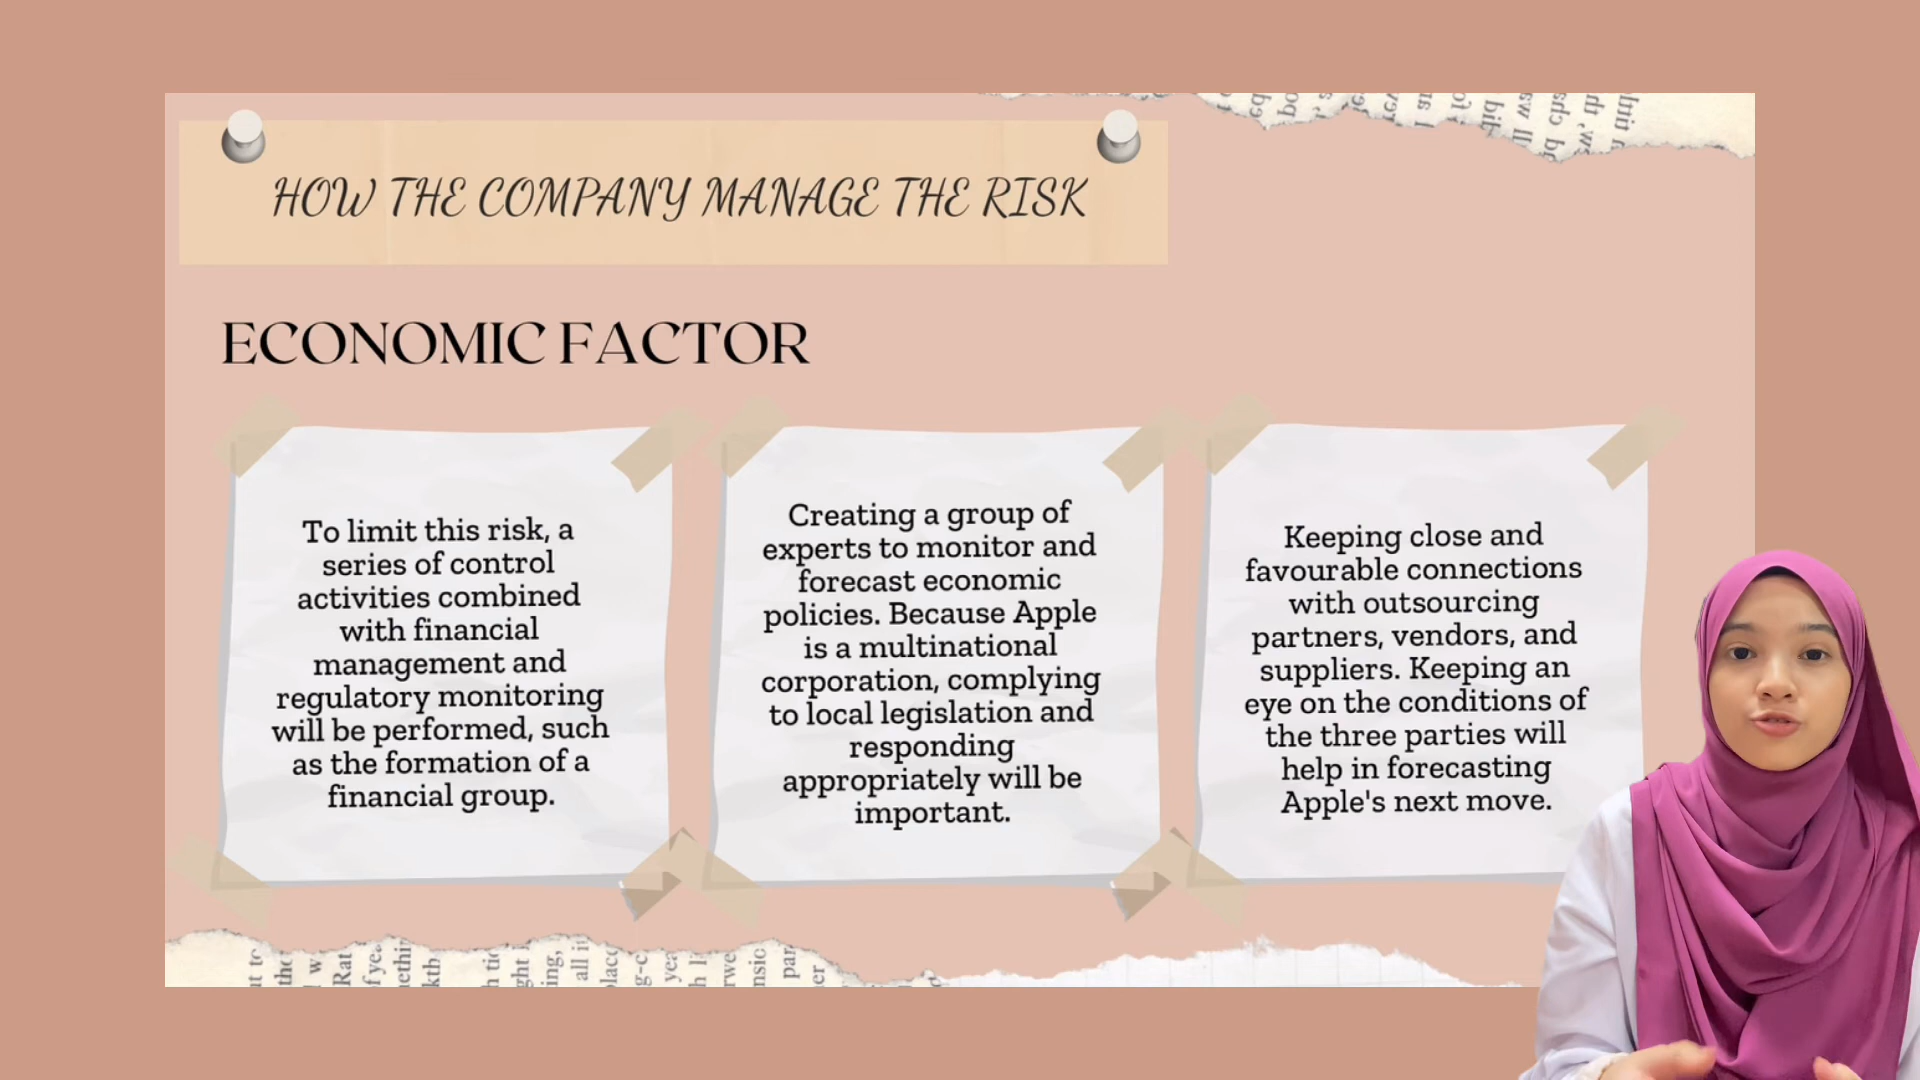 HOW THE COMPANY MANAGE THE RISK
ECONOMIC FACTOR
To limit this risk, a
series of control
activities combined
with financial
management and
regulatory monitoring
will be performed, such
as the formation of a
financial group.
Creating a group of
experts to monitor and
forecast economic
policies. Because Apple
is a multinational
corporation, complying
to local legislation and
responding
appropriately will be
important.
Keeping close and
favourable connections
with outsourcing
partners, vendors, and
suppliers. Keeping an
eye on the conditions of
the three parties will
help in forecasting
Apple's next move.